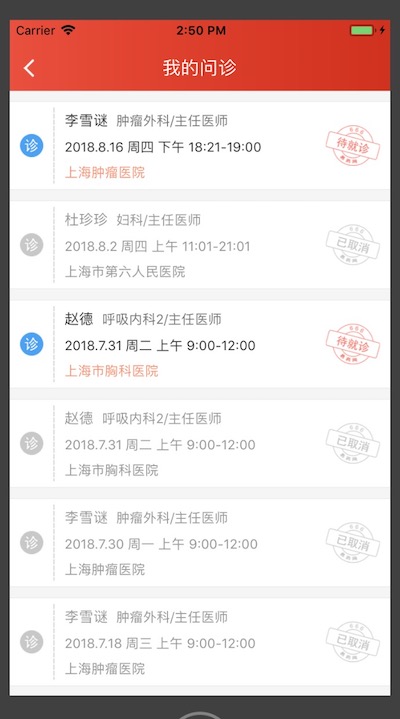 Carrier 2:50 PM
我的问诊
李雪谜 肿瘤外科/主任医师
诊 2018.8.16 周四 下午 18:21-19:00 待就诊
上海肿瘤医院
杜珍珍 妇科/主任医师
诊 2018.8.2 周四 上午 11:01-21:01 已取消
上海市第六人民医院
赵德 呼吸内科2/主任医师
诊 2018.7.31 周二 上午 9:00-12:00 待就诊
上海市胸科医院
赵德 呼吸内科2/主任医师
诊 2018.7.31 周二 上午 9:00-12:00 已取消
上海市胸科医院
李雪谜 肿瘤外科/主任医师
诊 2018.7.30 周一 上午 9:00-12:00 已取消
上海肿瘤医院
李雪谜 肿瘤外科/主任医师
诊 2018.7.18 周三 上午 9:00-12:00 已取消
上海肿瘤医院